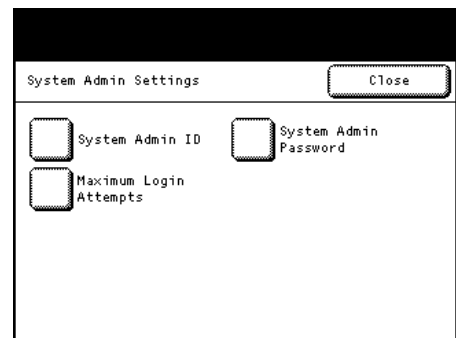 System Admin Settings
Close
System Admin ID
System Admin
Password
Maximum Login
Attempts